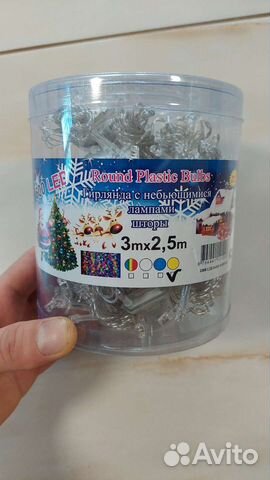 LED
Round Plastic Bulbs
Гирлянда с небьющимися
лампами
шторы
3mx2,5m
Avito